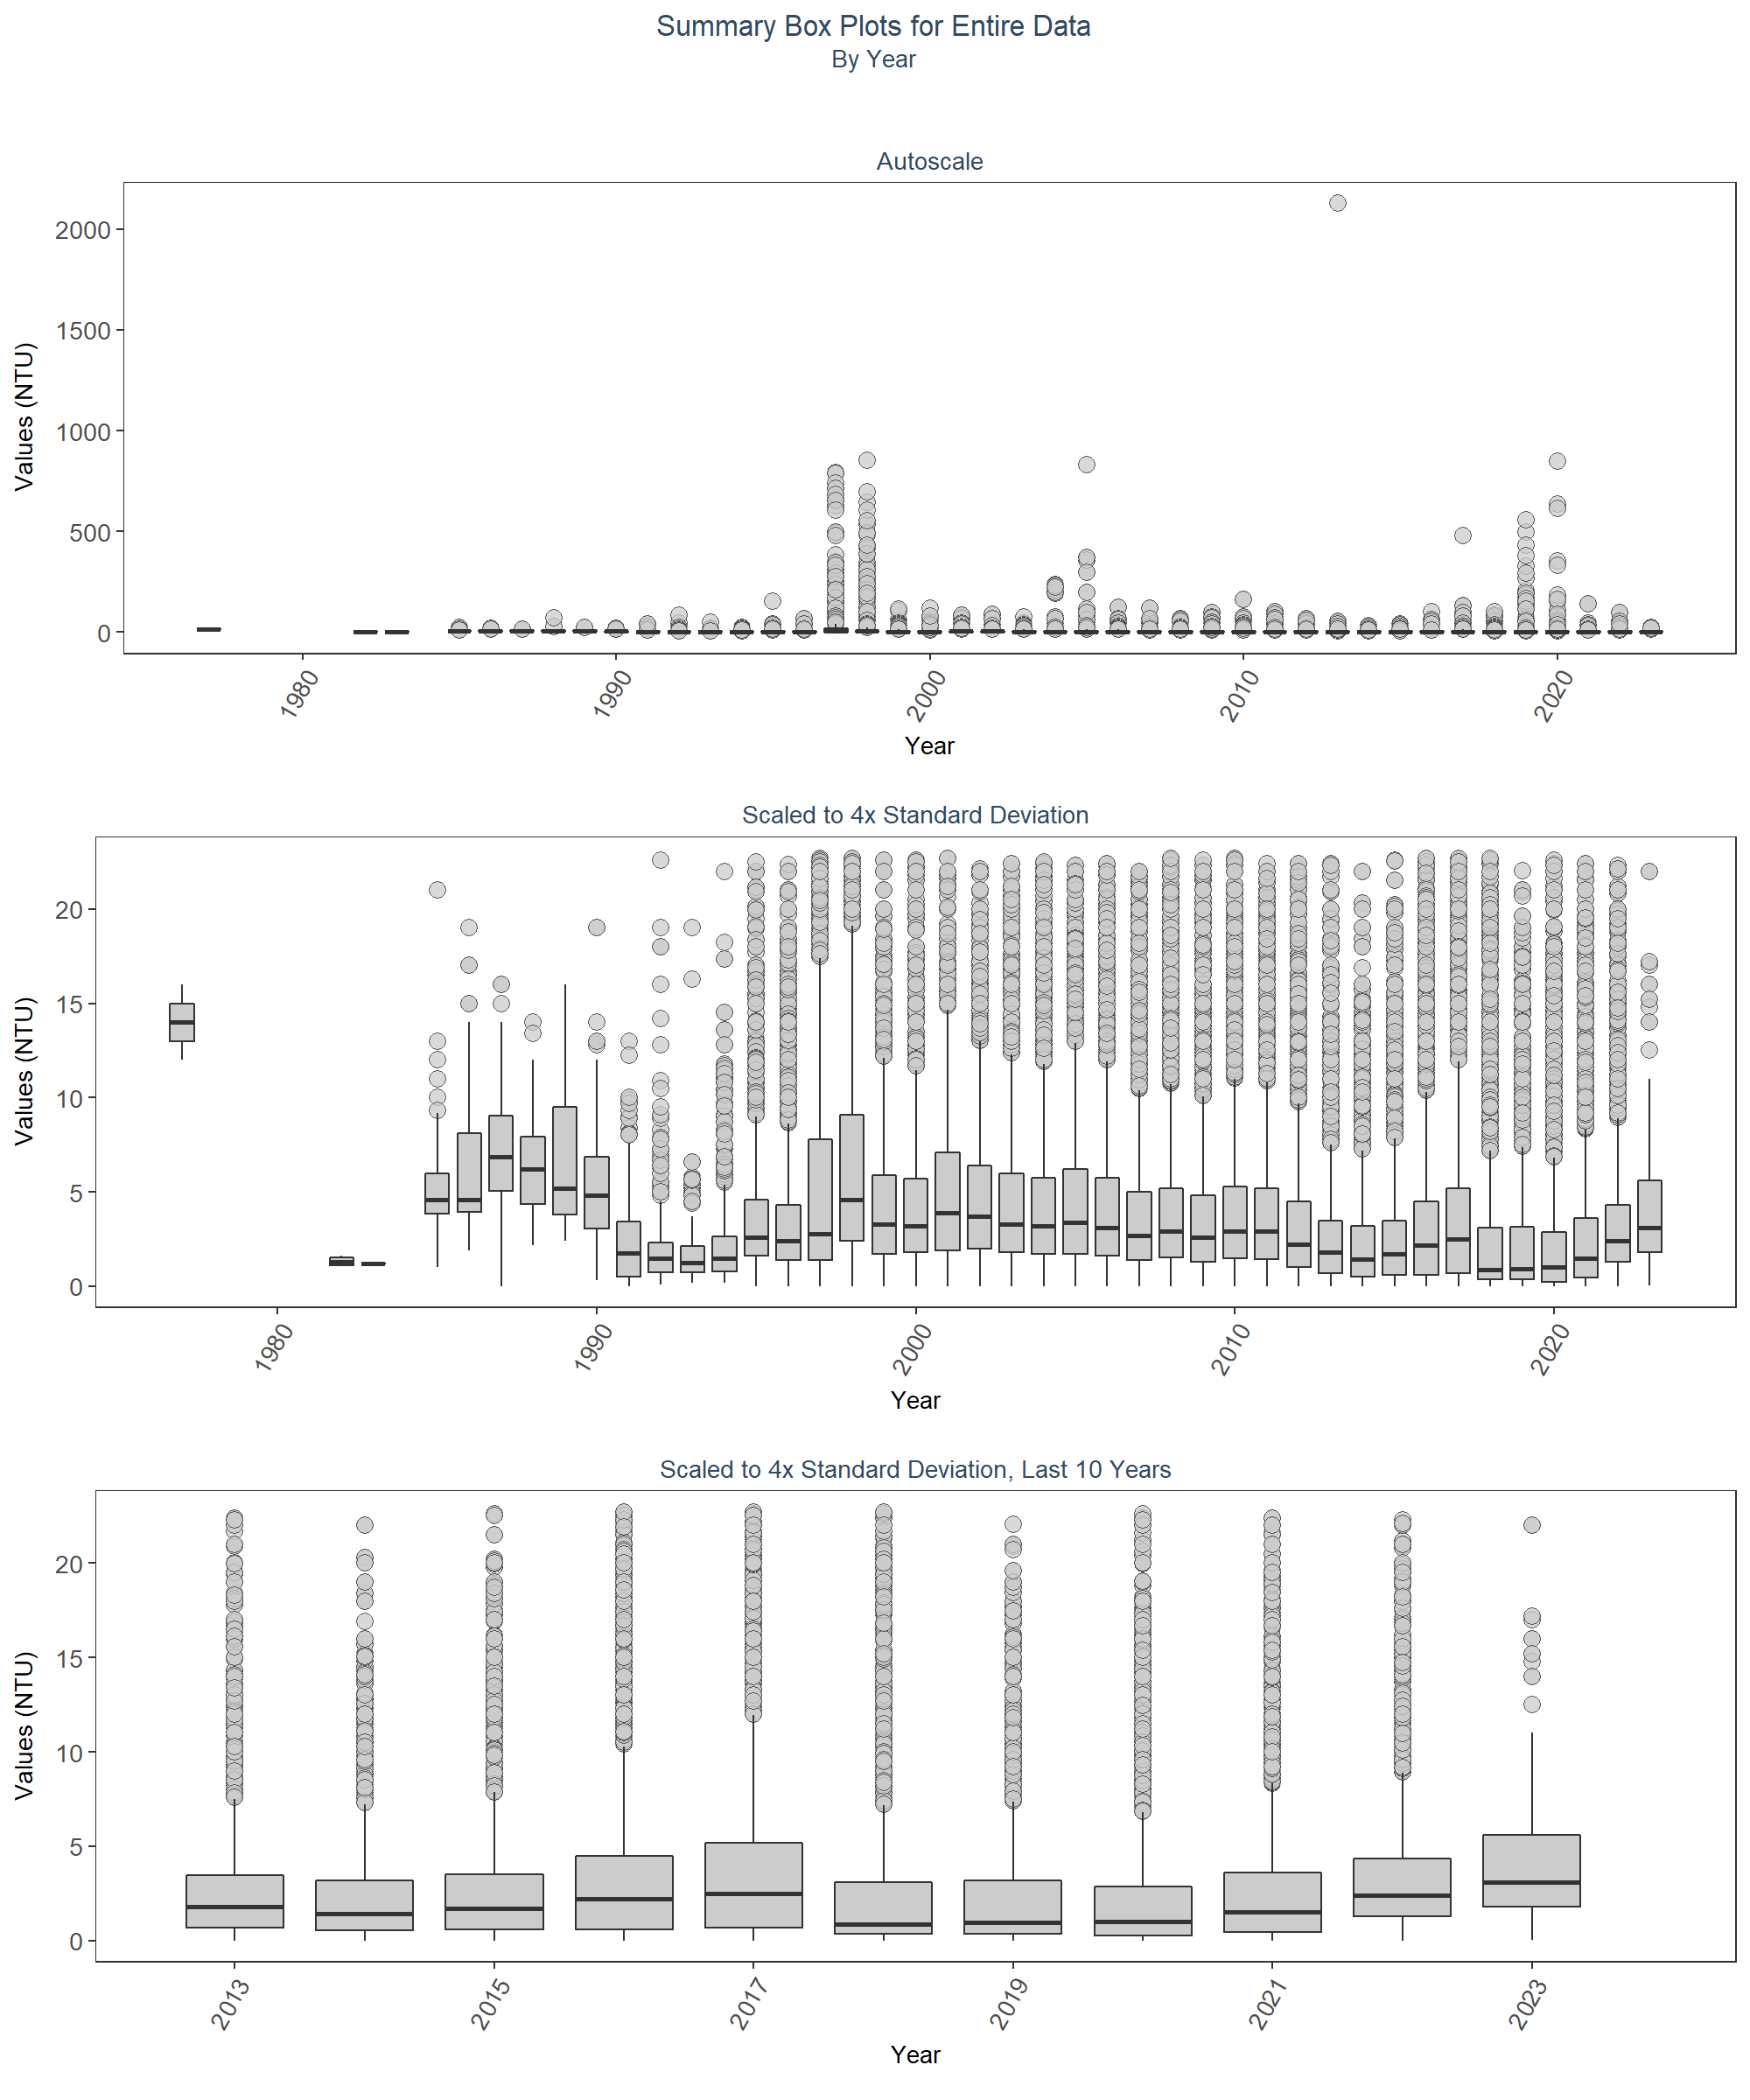 Summary Box Plots for Entire Data
By Year
Autoscale
Values (NTU)
2000
1500
1000
500
0
1980
1990
2000
2010
2020
Year
Scaled to 4x Standard Deviation
Values (NTU)
20
15
10
5
0
1980
1990
2000
2010
2020
Year
Scaled to 4x Standard Deviation, Last 10 Years
Values (NTU)
20
15
10
5
0
2013
2015
2017
2019
2021
2023
Year